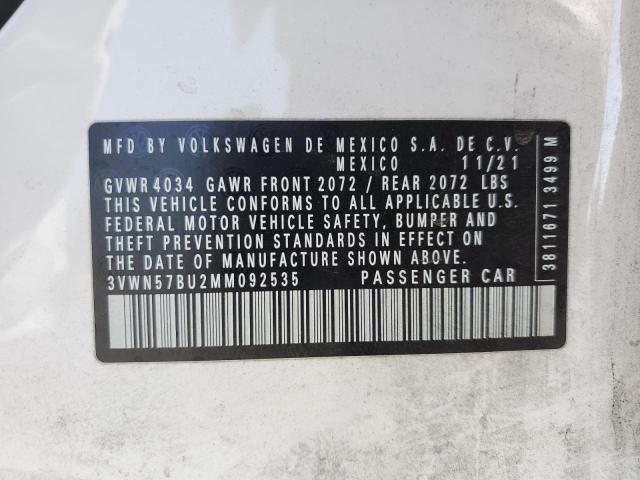 MFD BY VOLKSWAGEN DE MEXICO S.A. DE C.V.
MEXICO 11/21
GVWR 4034 GAWR FRONT 2072 / REAR 2072 LBS
THIS VEHICLE CONFORMS TO ALL APPLICABLE U.S.
FEDERAL MOTOR VEHICLE SAFETY, BUMPER AND
THEFT PREVENTION STANDARDS IN EFFECT ON
THE DATE OF MANUFACTURE SHOWN ABOVE.
3VWN57BU2MM092535 PASSENGER CAR
3811671 3499 M